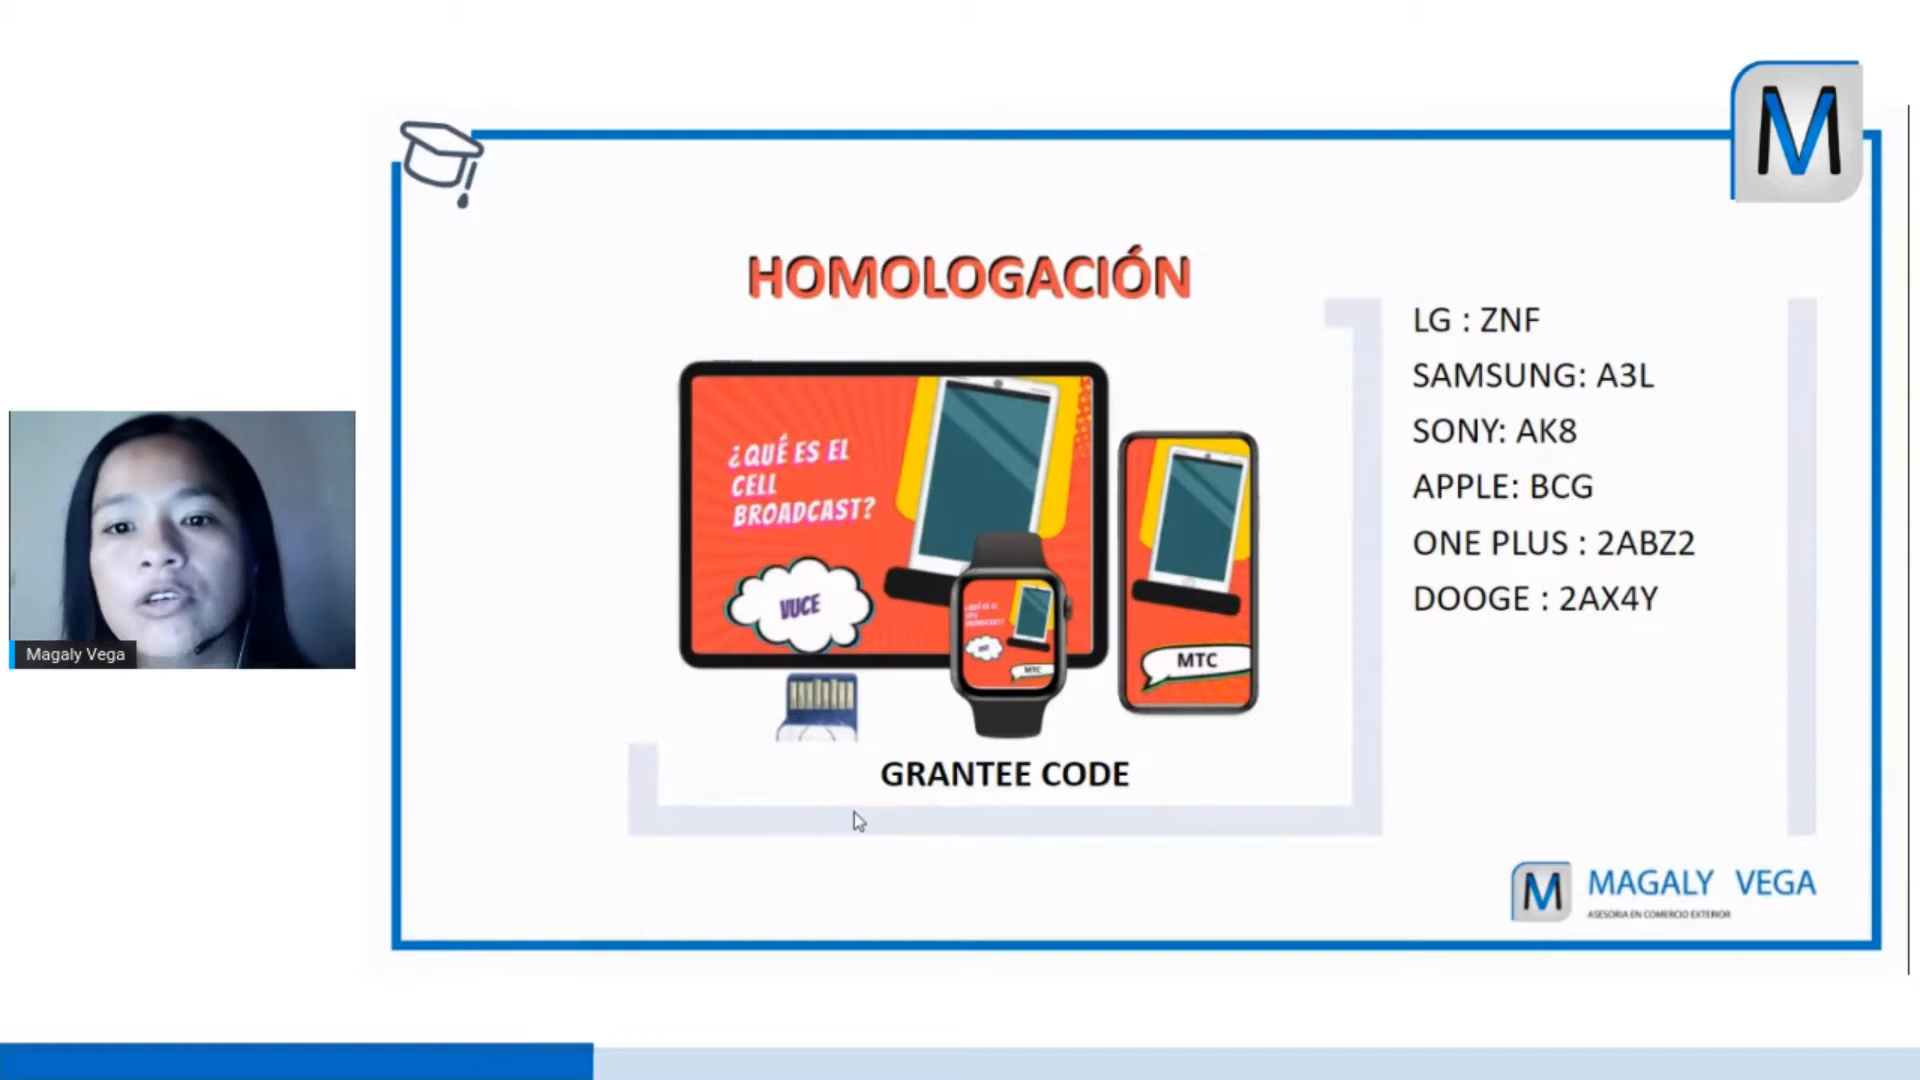 HOMOLOGACIÓN
¿QUÉ ES EL
CELL
BROADCAST?
VUCE
MTC
MTC
GRANTEE CODE
LG : ZNF
SAMSUNG: A3L
SONY: AK8
APPLE: BCG
ONE PLUS : 2ABZ2
DOOGE : 2AX4Y
Magaly Vega
M
M
MAGALY VEGA
ASESORIA EN COMERCIO EXTERIOR